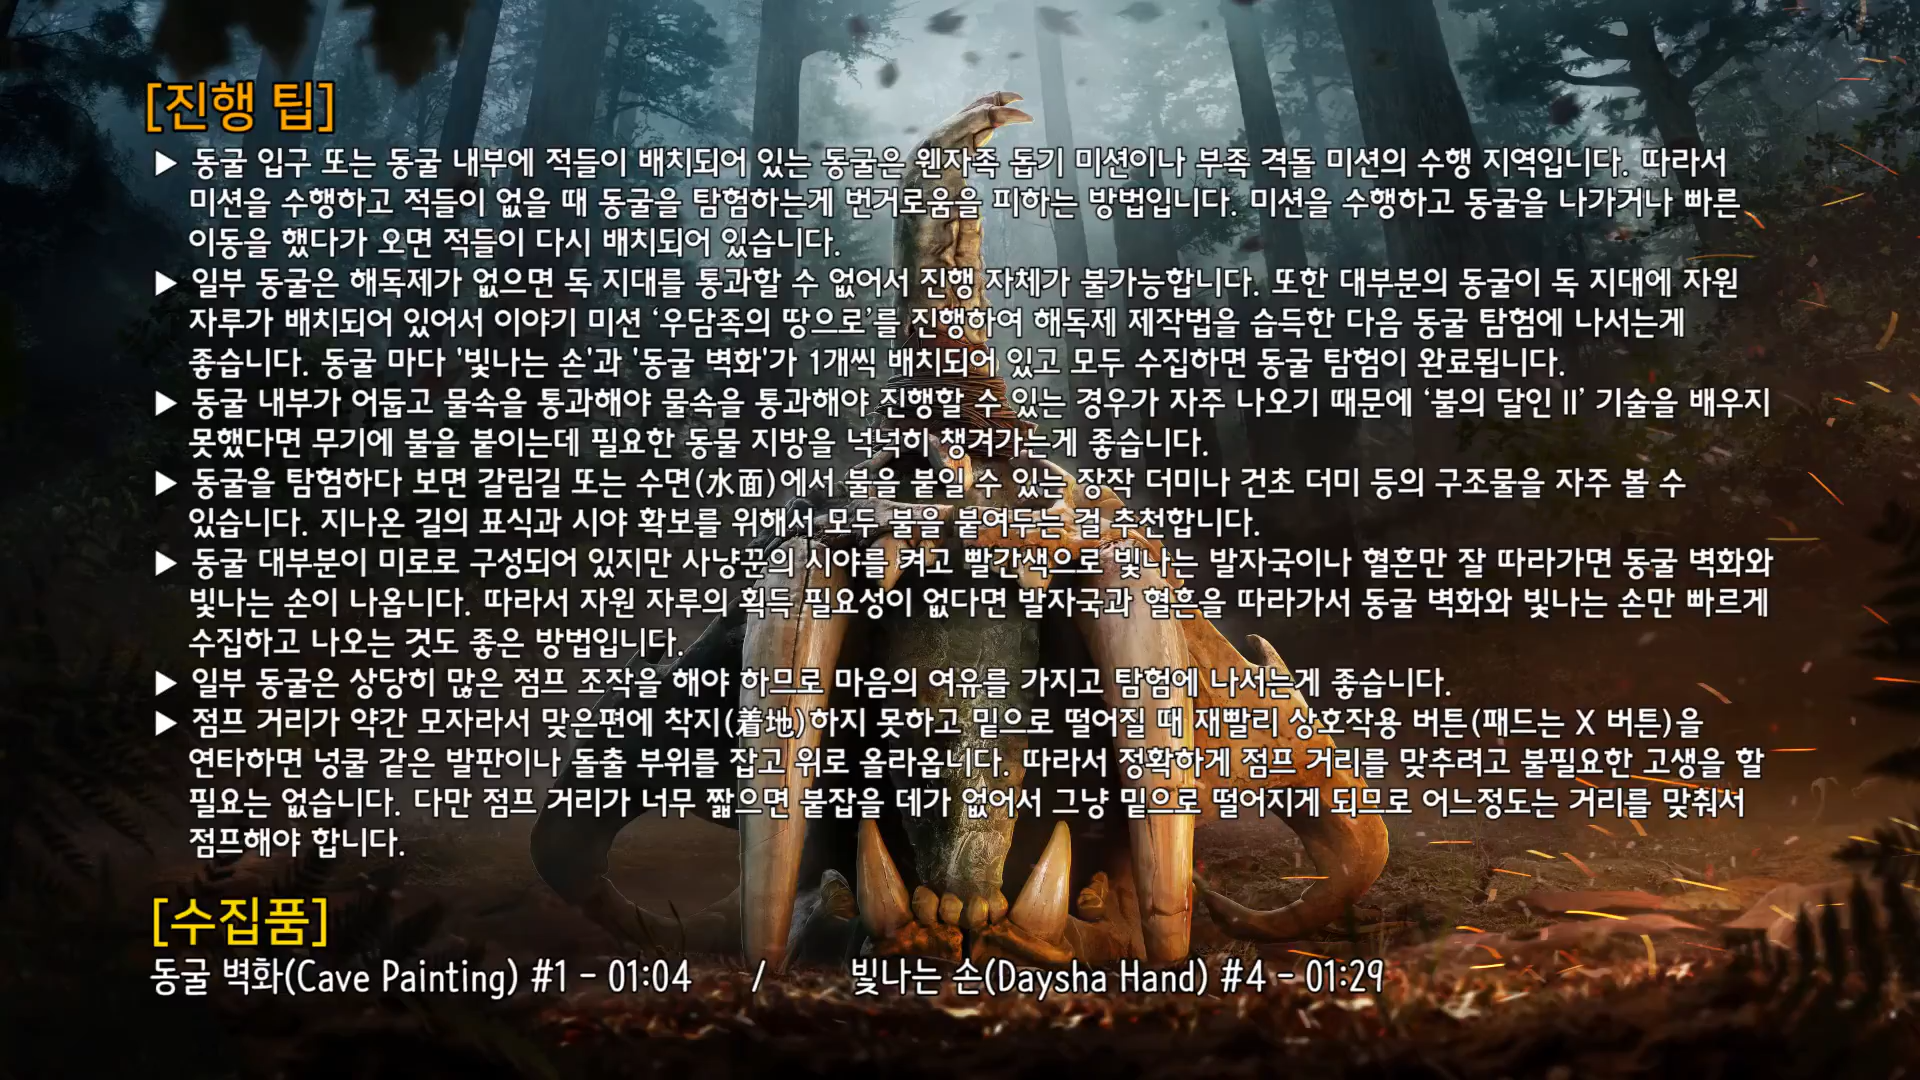 [진행 팁]
▶ 동굴 입구 또는 동굴 내부에 적들이 배치되어 있는 동굴은 웬자족 돕기 미션이나 부족 격돌 미션의 수행 지역입니다. 따라서
미션을 수행하고 적들이 없을 때 동굴을 탐험하는게 번거로움을 피하는 방법입니다. 미션을 수행하고 동굴을 나가거나 빠른
이동을 했다가 오면 적들이 다시 배치되어 있습니다.
▶ 일부 동굴은 해독제가 없으면 독 지대를 통과할 수 없어서 진행 자체가 불가능합니다. 또한 대부분의 동굴이 독 지대에 자원
자루가 배치되어 있어서 이야기 미션 ‘우담족의 땅으로’를 진행하여 해독제 제작법을 습득한 다음 동굴 탐험에 나서는게
좋습니다. 동굴 마다 '빛나는 손'과 '동굴 벽화'가 1개씩 배치되어 있고 모두 수집하면 동굴 탐험이 완료됩니다.
▶ 동굴 내부가 어둡고 물속을 통과해야 물속을 통과해야 진행할 수 있는 경우가 자주 나오기 때문에 ‘불의 달인 II’ 기술을 배우지
못했다면 무기에 불을 붙이는데 필요한 동물 지방을 넉넉히 챙겨가는게 좋습니다.
▶ 동굴을 탐험하다 보면 갈림길 또는 수면(水面)에서 불을 붙일 수 있는 장작 더미나 건초 더미 등의 구조물을 자주 볼 수
있습니다. 지나온 길의 표식과 시야 확보를 위해서 모두 불을 붙여두는 걸 추천합니다.
▶ 동굴 대부분이 미로로 구성되어 있지만 사냥꾼의 시야를 켜고 빨간색으로 빛나는 발자국이나 혈흔만 잘 따라가면 동굴 벽화와
빛나는 손이 나옵니다. 따라서 자원 자루의 획득 필요성이 없다면 발자국과 혈흔을 따라가서 동굴 벽화와 빛나는 손만 빠르게
수집하고 나오는 것도 좋은 방법입니다.
▶ 일부 동굴은 상당히 많은 점프 조작을 해야 하므로 마음의 여유를 가지고 탐험에 나서는게 좋습니다.
▶ 점프 거리가 약간 모자라서 맞은편에 착지(着地)하지 못하고 밑으로 떨어질 때 재빨리 상호작용 버튼(패드는 X 버튼)을
연타하면 넝쿨 같은 발판이나 돌출 부위를 잡고 위로 올라옵니다. 따라서 정확하게 점프 거리를 맞추려고 불필요한 고생을 할
필요는 없습니다. 다만 점프 거리가 너무 짧으면 붙잡을 데가 없어서 그냥 밑으로 떨어지게 되므로 어느정도는 거리를 맞춰서
점프해야 합니다.
[수집품]
동굴 벽화(Cave Painting) #1 - 01:04 / 빛나는 손(Daysha Hand) #4 - 01:29